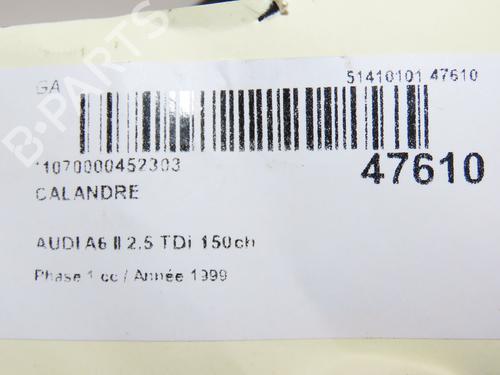 GA
51410101 47610
*1070000452303
47610
CALANDRE
AUDI A6 II 2.5 TDi 150ch
Phase 1 cc / Année 1999
B-PARTS